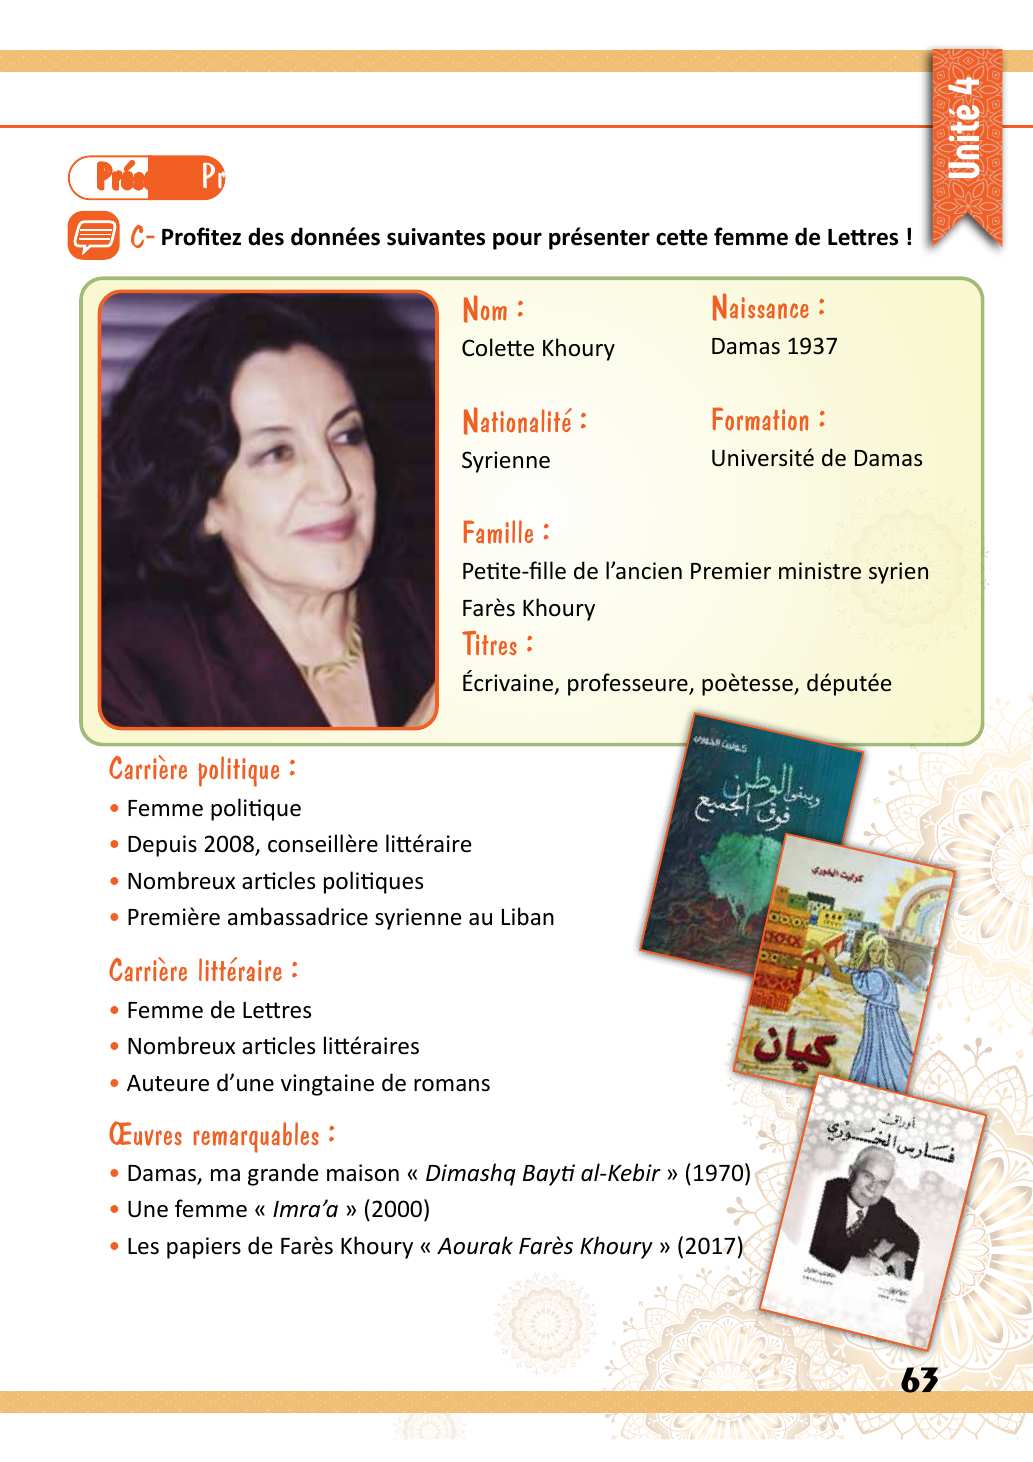 Unité 4
C- Profitez des données suivantes pour présenter cette femme de Lettres !
Nom :
Colette Khoury
Naissance :
Damas 1937
Nationalité :
Syrienne
Formation :
Université de Damas
Famille :
Petite-fille de l’ancien Premier ministre syrien
Farès Khoury
Titres :
Écrivaine, professeure, poètesse, députée
Carrière politique :
• Femme politique
• Depuis 2008, conseillère littéraire
• Nombreux articles politiques
• Première ambassadrice syrienne au Liban
Carrière littéraire :
• Femme de Lettres
• Nombreux articles littéraires
• Auteure d’une vingtaine de romans
Œuvres remarquables :
• Damas, ma grande maison « Dimashq Bayti al-Kebir » (1970)
• Une femme « Imra’a » (2000)
• Les papiers de Farès Khoury « Aourak Farès Khoury » (2017)
كوليت الخوري
ويبقى الوطن
فوق الجميع
كوليت الخوري
كيان
أوراق
فارس الخوري
63